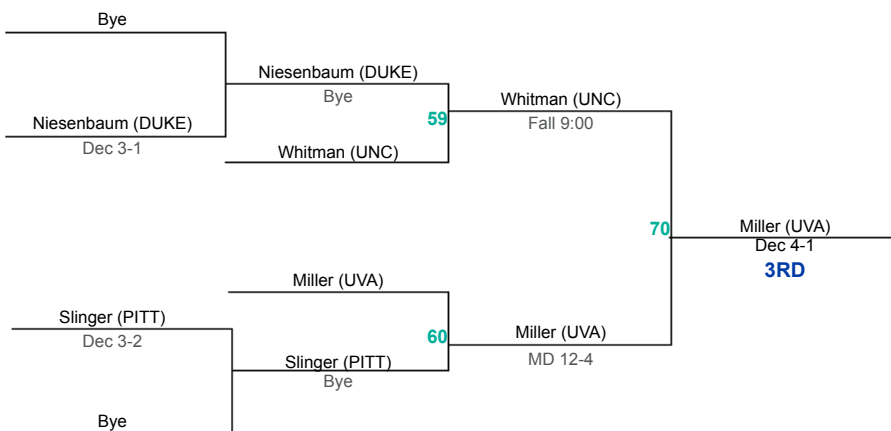 Bye
Niesenbaum (DUKE)
Bye
Niesenbaum (DUKE)
Dec 3-1
59
Whitman (UNC)
Fall 9:00
Whitman (UNC)
70
Miller (UVA)
Dec 4-1
3RD
Miller (UVA)
Slinger (PITT)
Dec 3-2
60
Miller (UVA)
MD 12-4
Slinger (PITT)
Bye
Bye